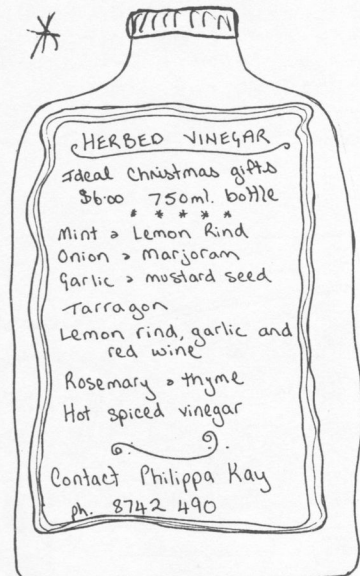 HERBED VINEGAR
Ideal Christmas gifts
$6.00 750ml. bottle
* * * * *
Mint & Lemon Rind
Onion & Marjoram
Garlic & mustard seed
Tarragon
Lemon rind, garlic and
red wine
Rosemary & thyme
Hot spiced vinegar
Contact Philippa Kay
ph. 8742 490